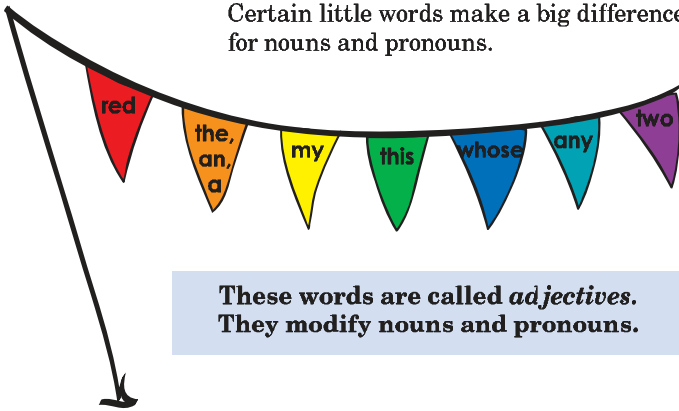 Certain little words make a big difference
for nouns and pronouns.
red
the,
an,
a
my
this
whose
any
two
These words are called adjectives.
They modify nouns and pronouns.